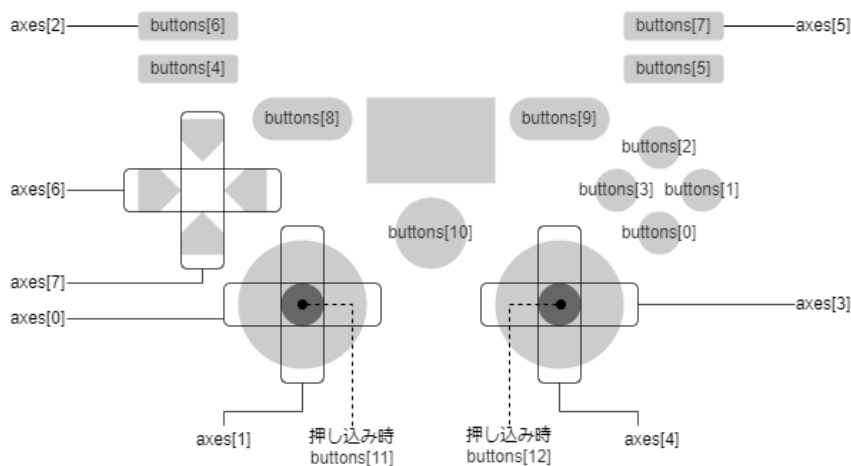 axes[2]
buttons[6]
buttons[7]
axes[5]
buttons[4]
buttons[5]
buttons[8]
buttons[9]
buttons[2]
axes[6]
buttons[3]
buttons[1]
buttons[10]
buttons[0]
axes[7]
axes[0]
axes[3]
axes[1]
押し込み時
buttons[11]
押し込み時
buttons[12]
axes[4]